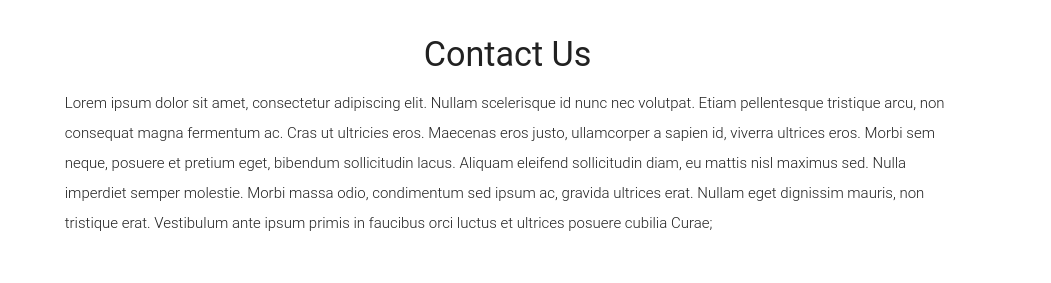 Contact Us
Lorem ipsum dolor sit amet, consectetur adipiscing elit. Nullam scelerisque id nunc nec volutpat. Etiam pellentesque tristique arcu, non
consequat magna fermentum ac. Cras ut ultricies eros. Maecenas eros justo, ullamcorper a sapien id, viverra ultrices eros. Morbi sem
neque, posuere et pretium eget, bibendum sollicitudin lacus. Aliquam eleifend sollicitudin diam, eu mattis nisl maximus sed. Nulla
imperdiet semper molestie. Morbi massa odio, condimentum sed ipsum ac, gravida ultrices erat. Nullam eget dignissim mauris, non
tristique erat. Vestibulum ante ipsum primis in faucibus orci luctus et ultrices posuere cubilia Curae;